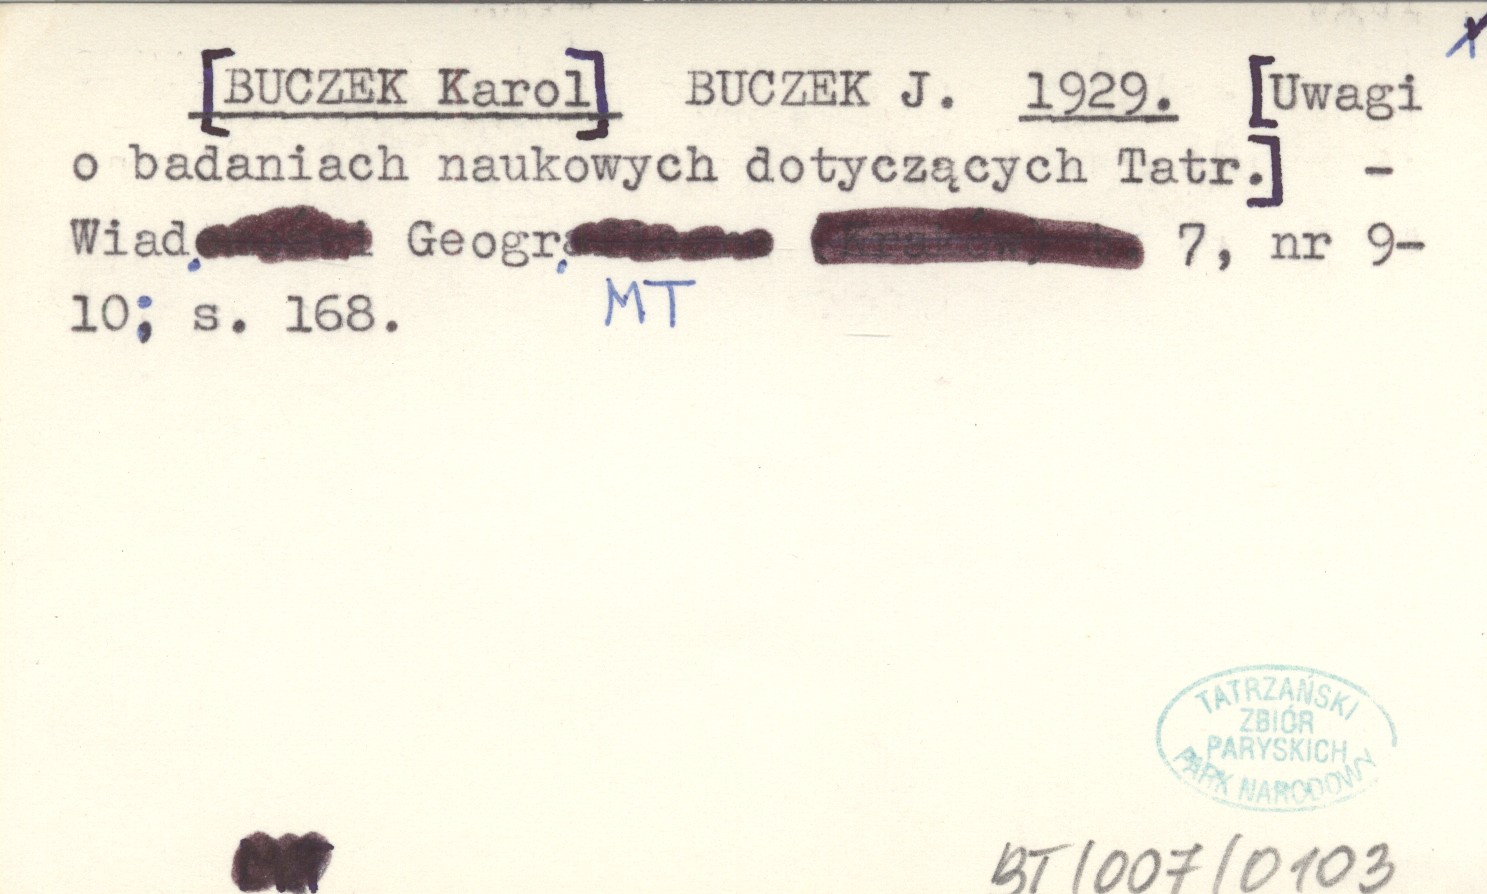 [BUCZEK Karol] BUCZEK J. 1929. [Uwagi
o badaniach naukowych dotyczących Tatr.] -
Wiad. Geogr. 7, nr 9-
10; s. 168.
MT
TATRZAŃSKI
ZBIÓR
PARYSKICH
PARK NARODOWY
BT/007/0103